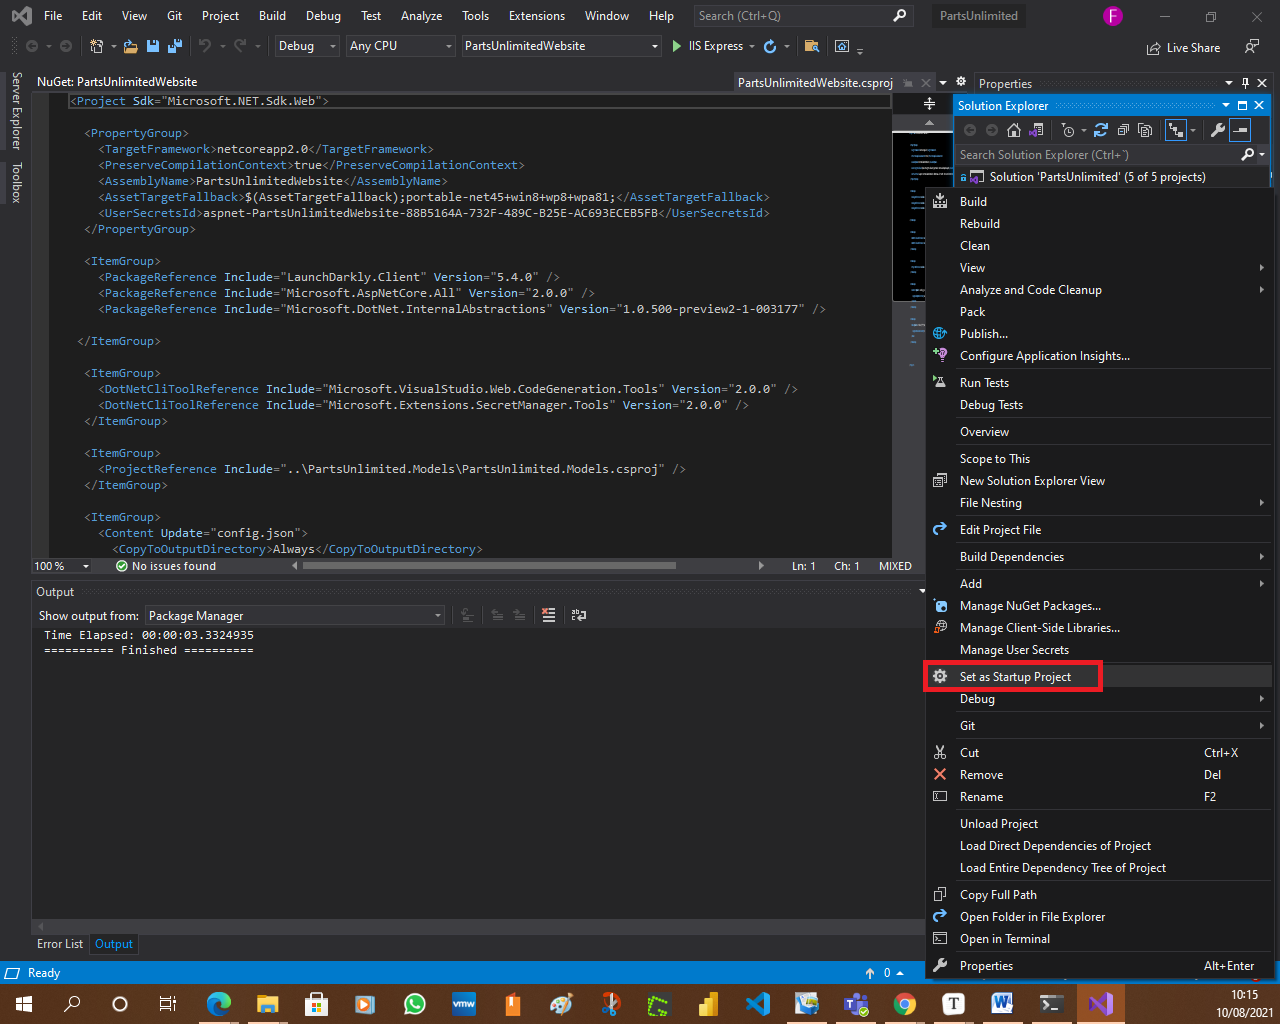 File Edit View Git Project Build Debug Test Analyze Tools Extensions Window Help Search (Ctrl+Q) PartsUnlimited F
Debug Any CPU PartsUnlimitedWebsite IIS Express Live Share
Server Explorer
Toolbox
NuGet: PartsUnlimitedWebsite PartsUnlimitedWebsite.csproj
<Project Sdk="Microsoft.NET.Sdk.Web">
<PropertyGroup>
<TargetFramework>netcoreapp2.0</TargetFramework>
<PreserveCompilationContext>true</PreserveCompilationContext>
<AssemblyName>PartsUnlimitedWebsite</AssemblyName>
<AssetTargetFallback>$(AssetTargetFallback);portable-net45+win8+wp8+wpa81;</AssetTargetFallback>
<UserSecretsId>aspnet-PartsUnlimitedWebsite-88B5164A-732F-489C-B25E-AC693ECEB5FB</UserSecretsId>
</PropertyGroup>
<ItemGroup>
<PackageReference Include="LaunchDarkly.Client" Version="5.4.0" />
<PackageReference Include="Microsoft.AspNetCore.All" Version="2.0.0" />
<PackageReference Include="Microsoft.DotNet.InternalAbstractions" Version="1.0.500-preview2-1-003177" />
</ItemGroup>
<ItemGroup>
<DotNetCliToolReference Include="Microsoft.VisualStudio.Web.CodeGeneration.Tools" Version="2.0.0" />
<DotNetCliToolReference Include="Microsoft.Extensions.SecretManager.Tools" Version="2.0.0" />
</ItemGroup>
<ItemGroup>
<ProjectReference Include="..\PartsUnlimited.Models\PartsUnlimited.Models.csproj" />
</ItemGroup>
<ItemGroup>
<Content Update="config.json">
<CopyToOutputDirectory>Always</CopyToOutputDirectory>
100 % No issues found Ln: 1 Ch: 1 MIXED
Output
Show output from: Package Manager
Time Elapsed: 00:00:03.3324935
========== Finished ==========
Error List Output
Ready 0
Properties
Solution Explorer
Search Solution Explorer (Ctrl+`)
Solution 'PartsUnlimited' (5 of 5 projects)
Build
Rebuild
Clean
View
Analyze and Code Cleanup
Pack
Publish...
Configure Application Insights...
Run Tests
Debug Tests
Overview
Scope to This
New Solution Explorer View
File Nesting
Edit Project File
Build Dependencies
Add
Manage NuGet Packages...
Manage Client-Side Libraries...
Manage User Secrets
Set as Startup Project
Debug
Git
Cut Ctrl+X
Remove Del
Rename F2
Unload Project
Load Direct Dependencies of Project
Load Entire Dependency Tree of Project
Copy Full Path
Open Folder in File Explorer
Open in Terminal
Properties Alt+Enter
vmw T W
10:15
10/08/2021